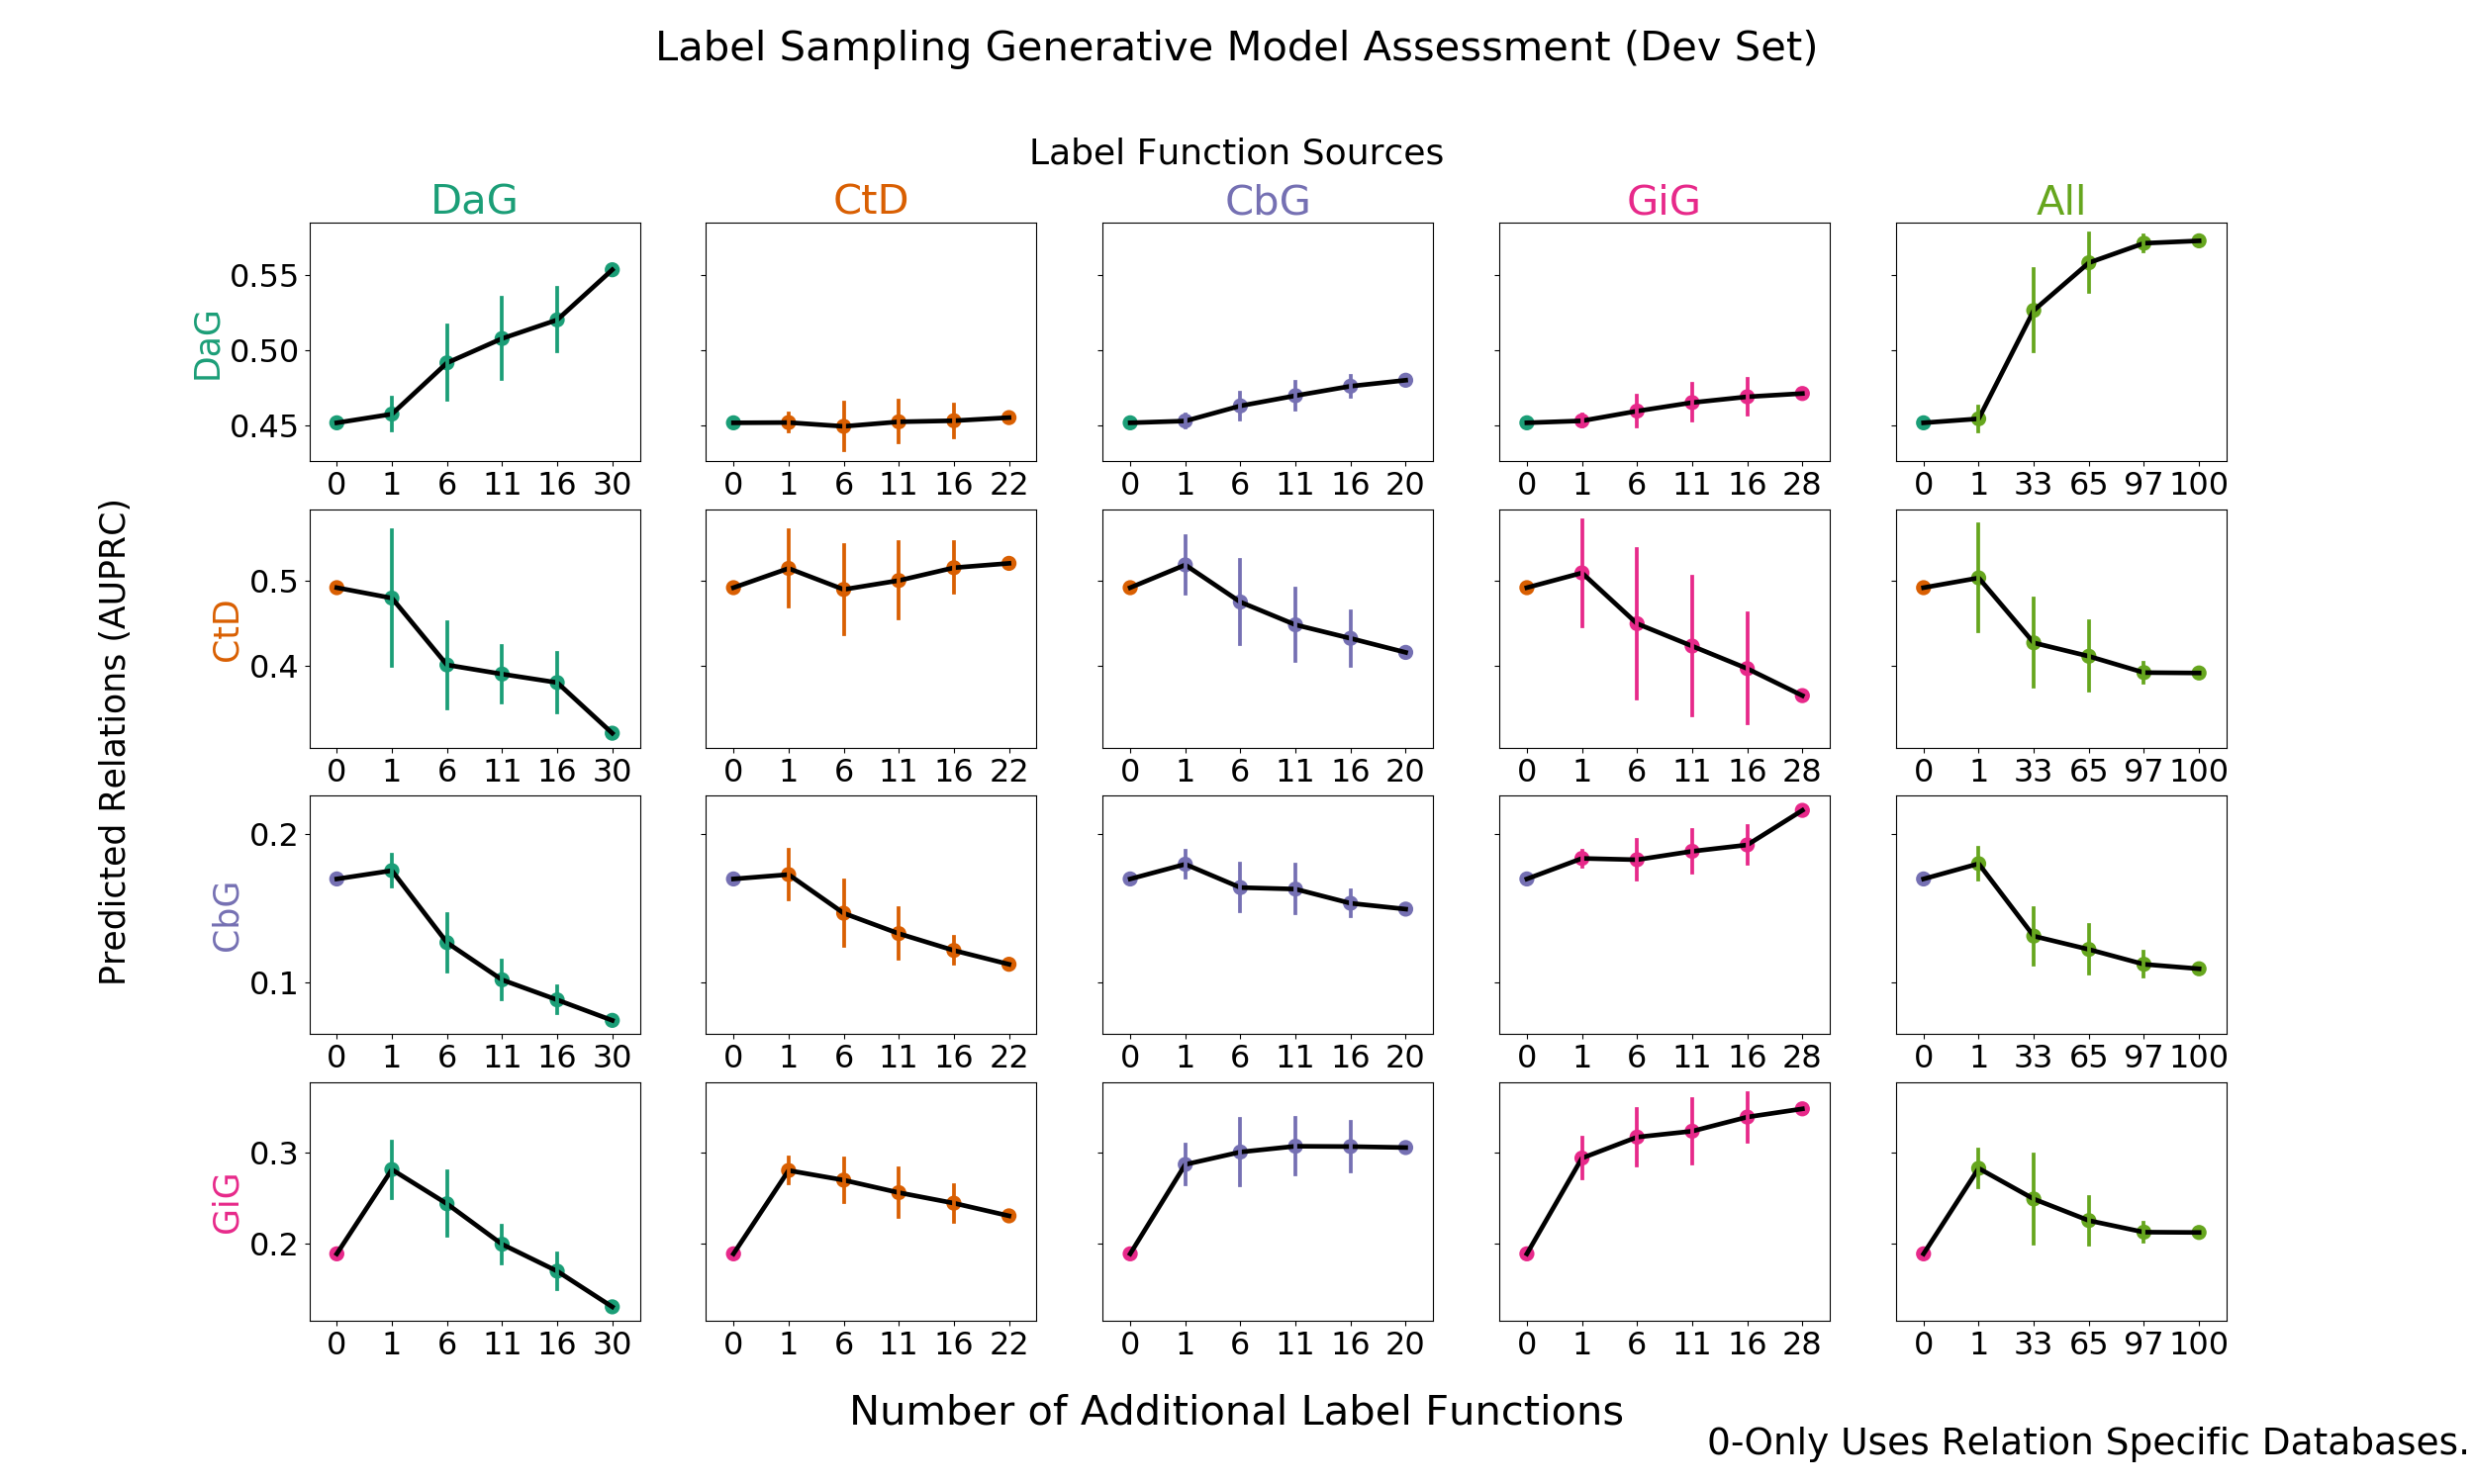 Label Sampling Generative Model Assessment (Dev Set)
Label Function Sources
DaG CtD CbG GiG All
Predicted Relations (AUPRC)
DaG
0.55
0.50
0.45
0 1 6 11 16 30 0 1 6 11 16 22 0 1 6 11 16 20 0 1 6 11 16 28 0 1 33 65 97 100
CtD
0.5
0.4
0 1 6 11 16 30 0 1 6 11 16 22 0 1 6 11 16 20 0 1 6 11 16 28 0 1 33 65 97 100
CbG
0.2
0.1
0 1 6 11 16 30 0 1 6 11 16 22 0 1 6 11 16 20 0 1 6 11 16 28 0 1 33 65 97 100
GiG
0.3
0.2
0 1 6 11 16 30 0 1 6 11 16 22 0 1 6 11 16 20 0 1 6 11 16 28 0 1 33 65 97 100
Number of Additional Label Functions
0-Only Uses Relation Specific Databases.